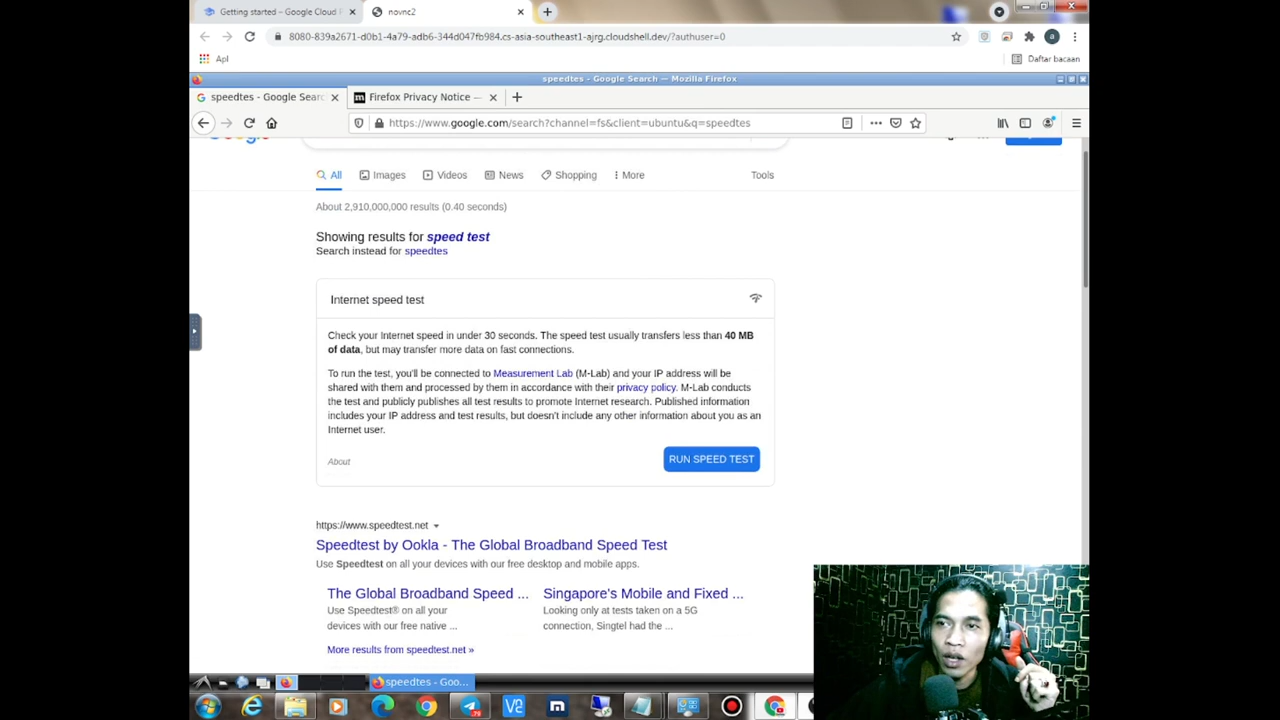 Getting started – Google Cloud P
novnc2
8080-839a2671-d0b1-4a79-adb6-344d047fb984.cs-asia-southeast1-ajrg.cloudshell.dev/?authuser=0
a
Apl
Daftar bacaan
speedtes - Google Search — Mozilla Firefox
speedtes - Google Searc
Firefox Privacy Notice —
https://www.google.com/search?channel=fs&client=ubuntu&q=speedtes
All
Images
Videos
News
Shopping
More
Tools
About 2,910,000,000 results (0.40 seconds)
Showing results for speed test
Search instead for speedtes
Internet speed test
Check your Internet speed in under 30 seconds. The speed test usually transfers less than 40 MB
of data, but may transfer more data on fast connections.
To run the test, you'll be connected to Measurement Lab (M-Lab) and your IP address will be
shared with them and processed by them in accordance with their privacy policy. M-Lab conducts
the test and publicly publishes all test results to promote Internet research. Published information
includes your IP address and test results, but doesn't include any other information about you as an
Internet user.
About
RUN SPEED TEST
https://www.speedtest.net
Speedtest by Ookla - The Global Broadband Speed Test
Use Speedtest on all your devices with our free desktop and mobile apps.
The Global Broadband Speed ...
Singapore's Mobile and Fixed ...
Use Speedtest® on all your
Looking only at tests taken on a 5G
devices with our free native ...
connection, Singtel had the ...
More results from speedtest.net »
speedtes - Goo...